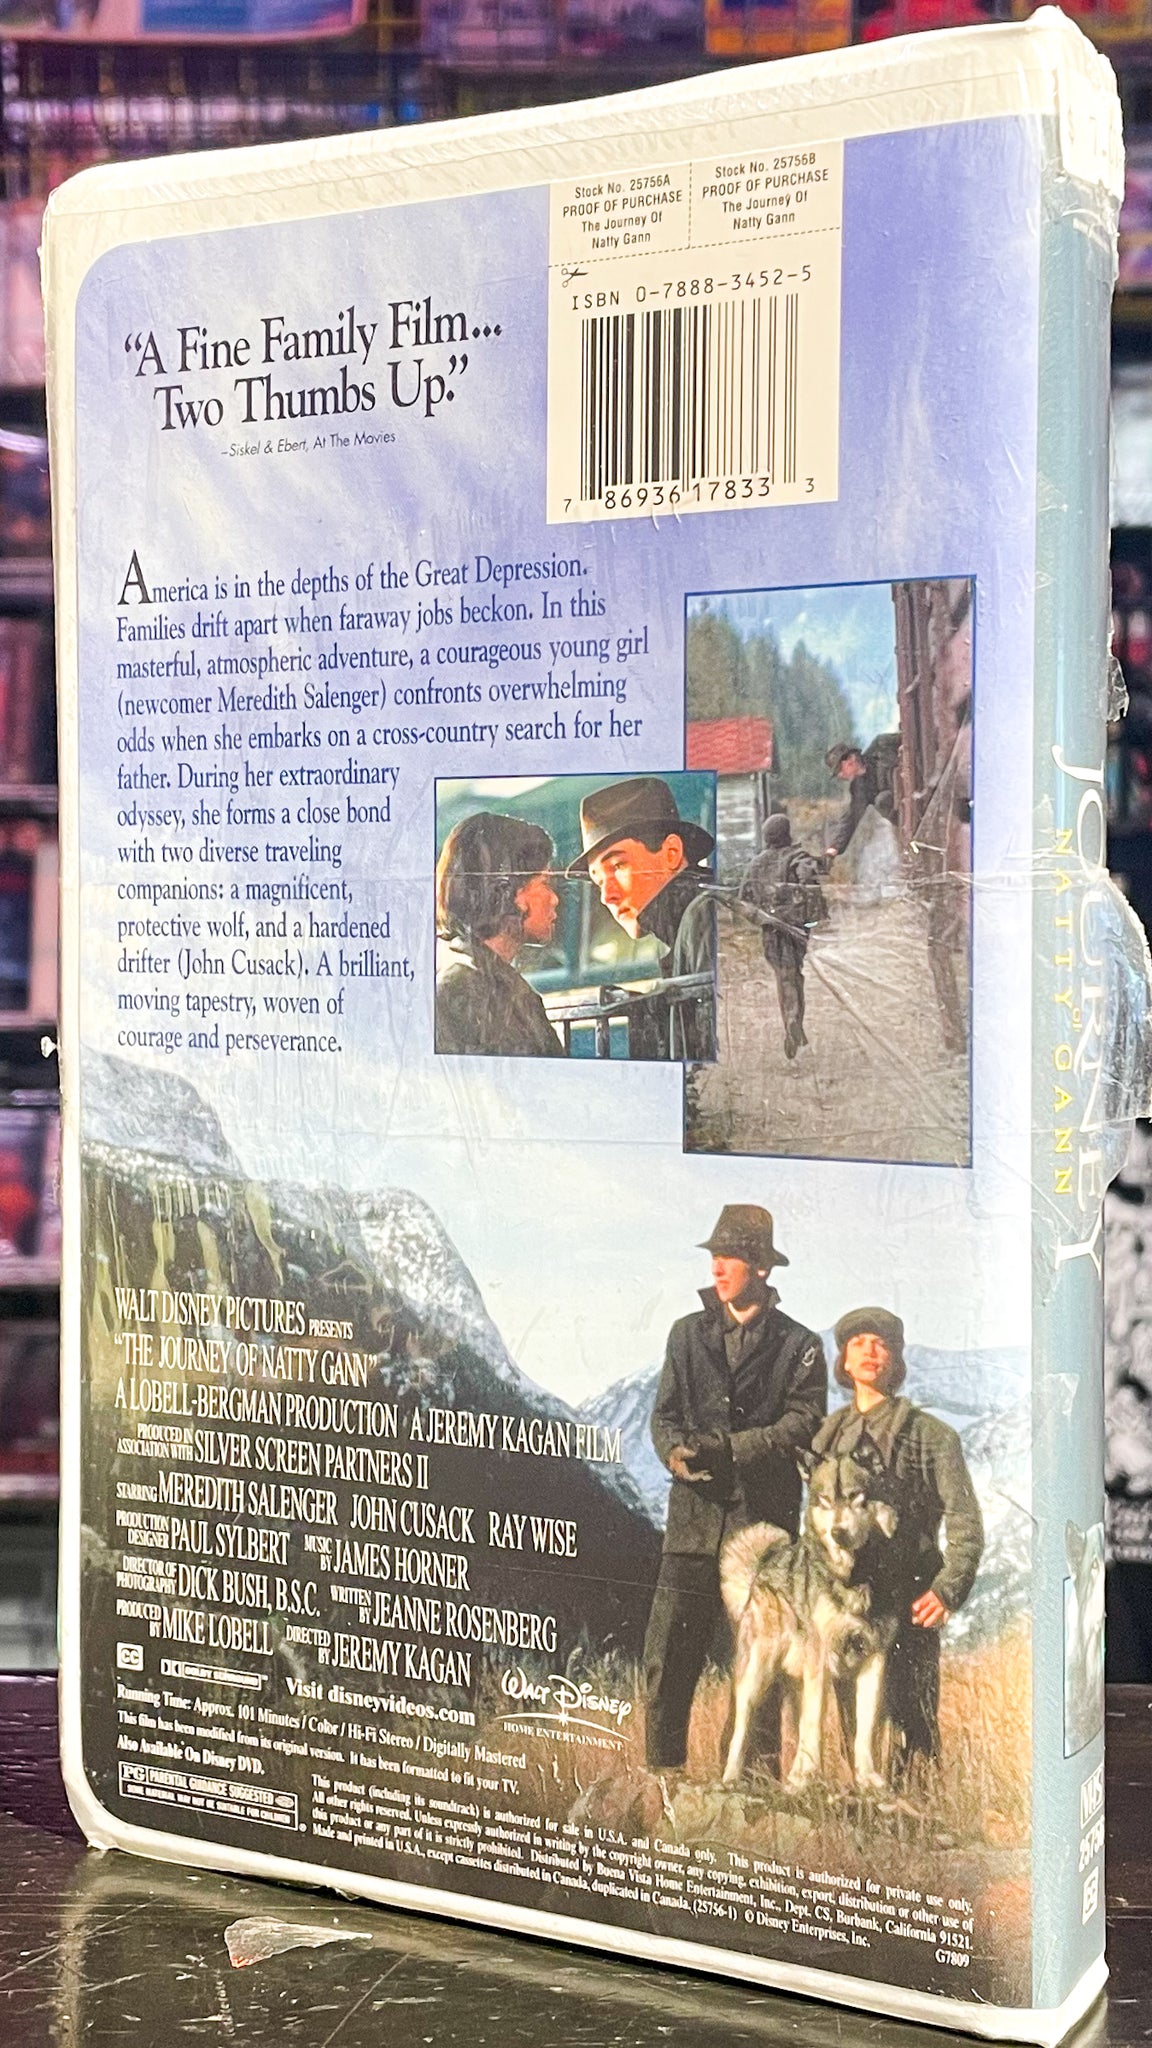 Stock No. 25756A
PROOF OF PURCHASE
The Journey Of
Natty Gann
Stock No. 25756B
PROOF OF PURCHASE
The Journey Of
Natty Gann
ISBN 0-7888-3452-5
7 86936 17833 3
“A Fine Family Film...
Two Thumbs Up.”
–Siskel & Ebert, At The Movies
America is in the depths of the Great Depression.
Families drift apart when faraway jobs beckon. In this
masterful, atmospheric adventure, a courageous young girl
(newcomer Meredith Salenger) confronts overwhelming
odds when she embarks on a cross-country search for her
father. During her extraordinary
odyssey, she forms a close bond
with two diverse traveling
companions: a magnificent,
protective wolf, and a hardened
drifter (John Cusack). A brilliant,
moving tapestry, woven of
courage and perseverance.
WALT DISNEY PICTURES PRESENTS
“THE JOURNEY OF NATTY GANN”
A LOBELL-BERGMAN PRODUCTION A JEREMY KAGAN FILM
PRODUCED IN ASSOCIATION WITH SILVER SCREEN PARTNERS II
STARRING MEREDITH SALENGER JOHN CUSACK RAY WISE
PRODUCTION DESIGNER PAUL SYLBERT MUSIC BY JAMES HORNER
DIRECTOR OF PHOTOGRAPHY DICK BUSH, B.S.C. WRITTEN BY JEANNE ROSENBERG
PRODUCED BY MIKE LOBELL DIRECTED BY JEREMY KAGAN
CC DOLBY SURROUND Visit disneyvideos.com
WALT DISNEY
HOME ENTERTAINMENT
Running Time: Approx. 101 Minutes / Color / Hi-Fi Stereo / Digitally Mastered
This film has been modified from its original version. It has been formatted to fit your TV.
Also Available On Disney DVD.
PG PARENTAL GUIDANCE SUGGESTED
SOME MATERIAL MAY NOT BE SUITABLE FOR CHILDREN
This product (including its soundtrack) is authorized for sale in U.S.A. and Canada only. This product is authorized for private use only.
All other rights reserved. Unless expressly authorized in writing by the copyright owner, any copying, exhibition, export, distribution or other use of
this product or any part of it is strictly prohibited. Distributed by Buena Vista Home Entertainment, Inc., Dept. CS, Burbank, California 91521.
Made and printed in U.S.A., except cassettes distributed in Canada, duplicated in Canada. (25756-1) © Disney Enterprises, Inc.
G7809
JOURNEY
OF
NATTY GANN
VHS
25756